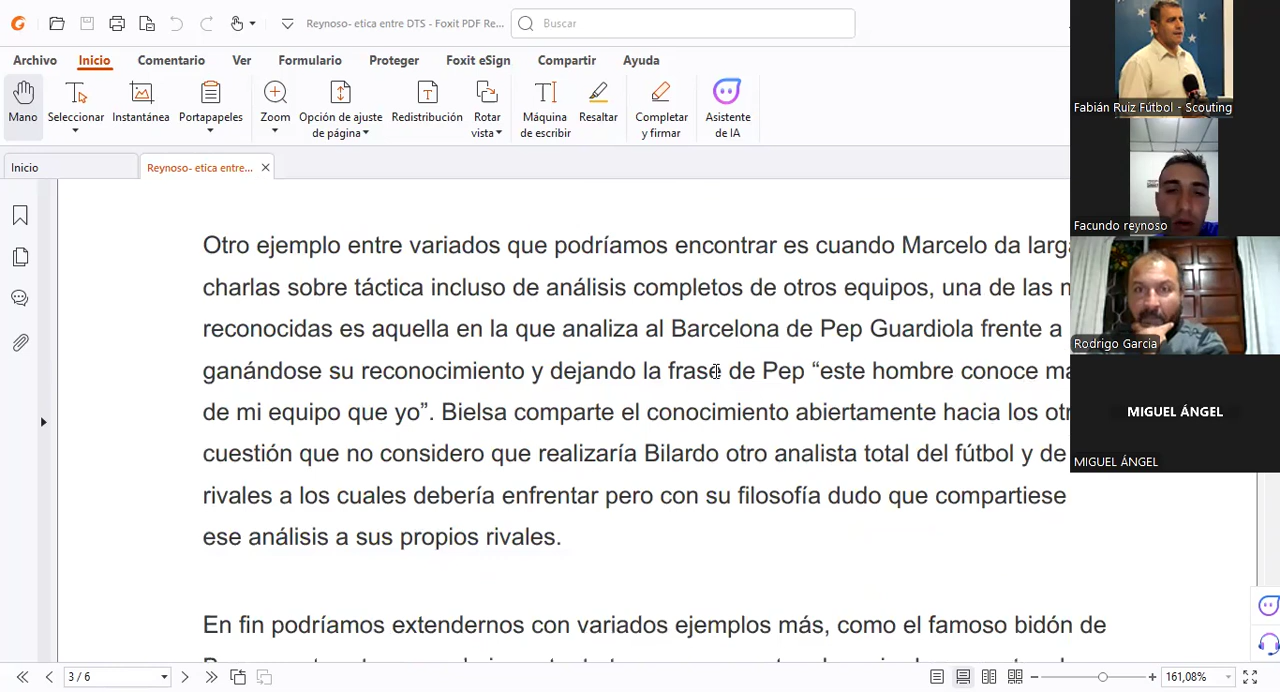 Reynoso- etica entre DTS - Foxit PDF Re...
Buscar
Archivo Inicio Comentario Ver Formulario Proteger Foxit eSign Compartir Ayuda
Mano Seleccionar Instantánea Portapapeles Zoom Opción de ajuste de página Redistribución Rotar vista Máquina de escribir Resaltar Completar y firmar Asistente de IA
Inicio Reynoso- etica entre...
Otro ejemplo entre variados que podríamos encontrar es cuando Marcelo da
charlas sobre táctica incluso de análisis completos de otros equipos, una de las
reconocidas es aquella en la que analiza al Barcelona de Pep Guardiola frente a
ganándose su reconocimiento y dejando la frase de Pep “este hombre conoce
de mi equipo que yo”. Bielsa comparte el conocimiento abiertamente hacia los
cuestión que no considero que realizaría Bilardo otro analista total del fútbol y de
rivales a los cuales debería enfrentar pero con su filosofía dudo que compartiese
ese análisis a sus propios rivales.
En fin podríamos extendernos con variados ejemplos más, como el famoso bidón de
Fabián Ruiz Fútbol - Scouting
Facundo reynoso
Rodrigo Garcia
MIGUEL ÁNGEL
MIGUEL ÁNGEL
3 / 6
161,08%